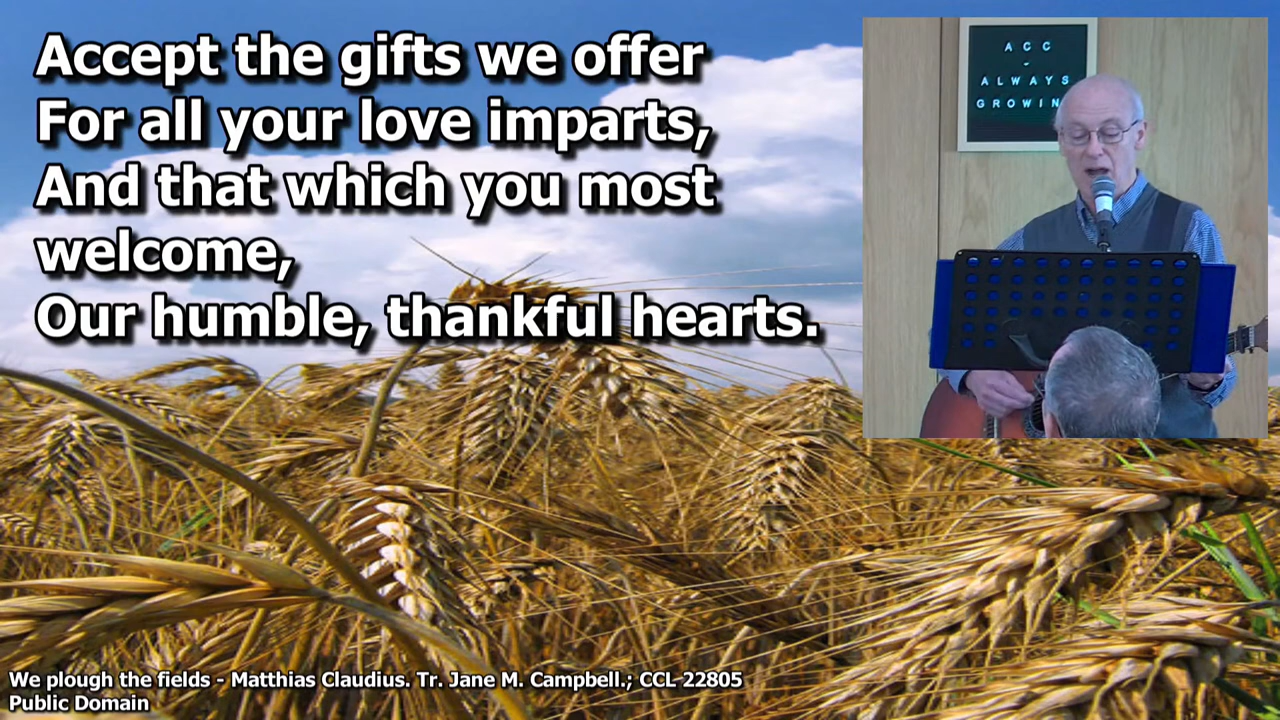 Accept the gifts we offer
For all your love imparts,
And that which you most
welcome,
Our humble, thankful hearts.
ACC
-
ALWAYS
GROWIN
We plough the fields - Matthias Claudius. Tr. Jane M. Campbell.; CCL 22805
Public Domain